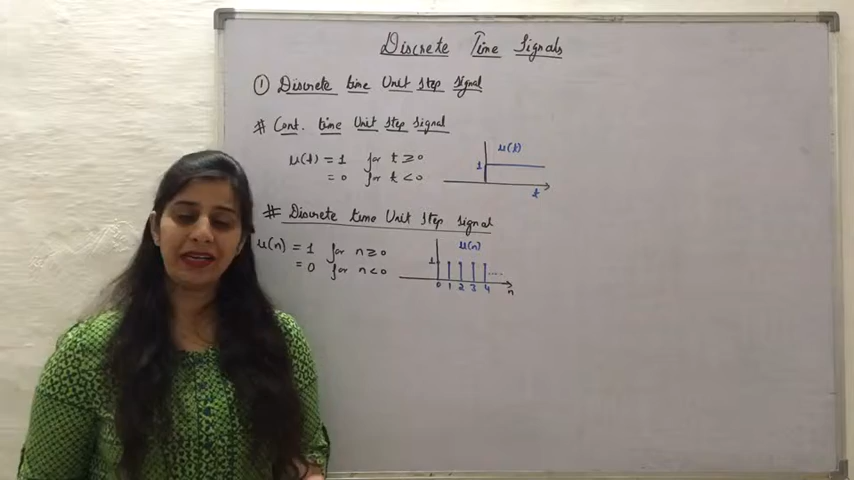 Discrete Time Signals
① Discrete time Unit Step Signal
# Cont. time Unit Step Signal
u(t) = 1 for t ≥ 0
= 0 for t < 0
u(t)
1
t
# Discrete time Unit Step Signal
u(n) = 1 for n ≥ 0
= 0 for n < 0
u(n)
1
0 1 2 3 4
n